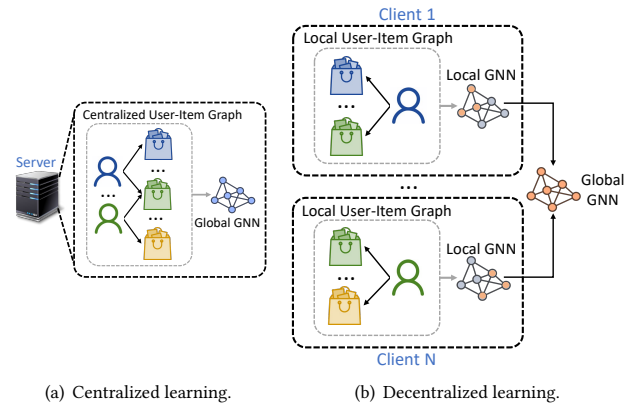 Client 1
Local User-Item Graph
Local GNN
...
Centralized User-Item Graph
Server
...
...
...
Global GNN
...
Global
GNN
Local User-Item Graph
Local GNN
...
Client N
(a) Centralized learning.
(b) Decentralized learning.